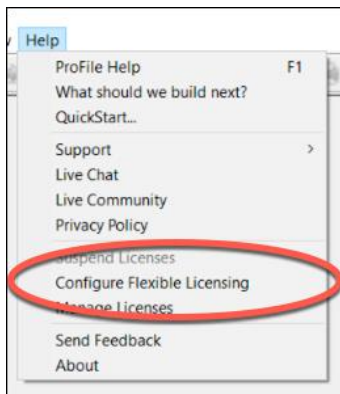 Help
ProFile Help F1
What should we build next?
QuickStart...
Support >
Live Chat
Live Community
Privacy Policy
Suspend Licenses
Configure Flexible Licensing
Manage Licenses
Send Feedback
About